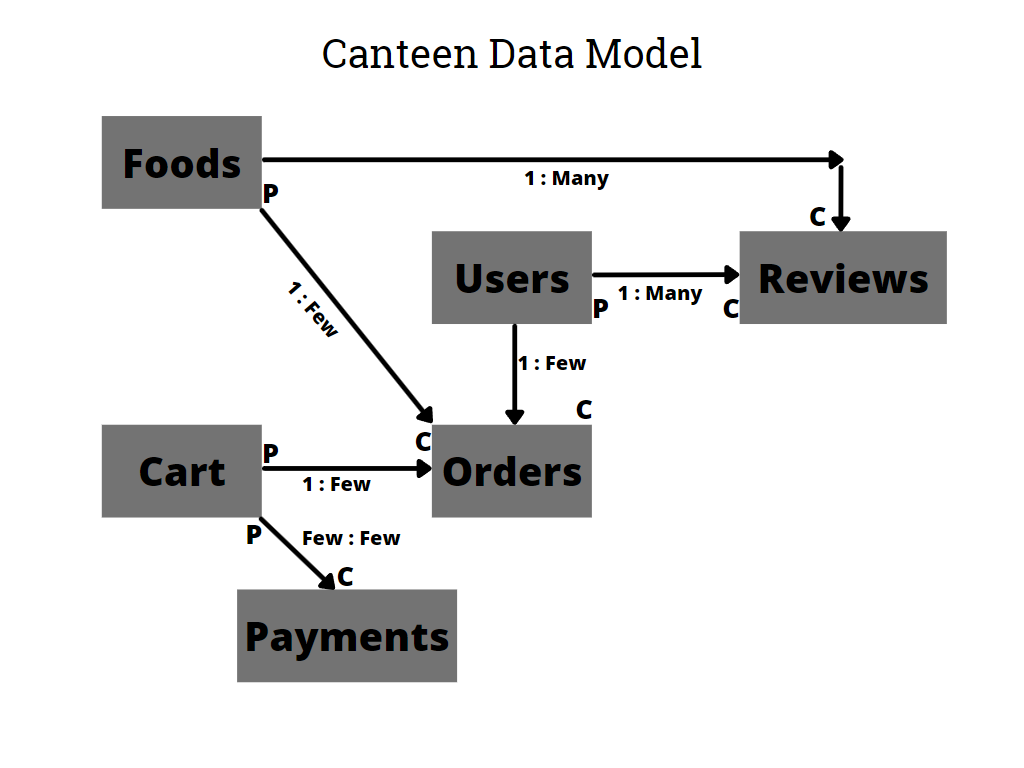 Canteen Data Model
Foods
P
1 : Many
C
1 : Few
Users
P
1 : Many
C
Reviews
1 : Few
C
C
Cart
P
1 : Few
Orders
P
Few : Few
C
Payments